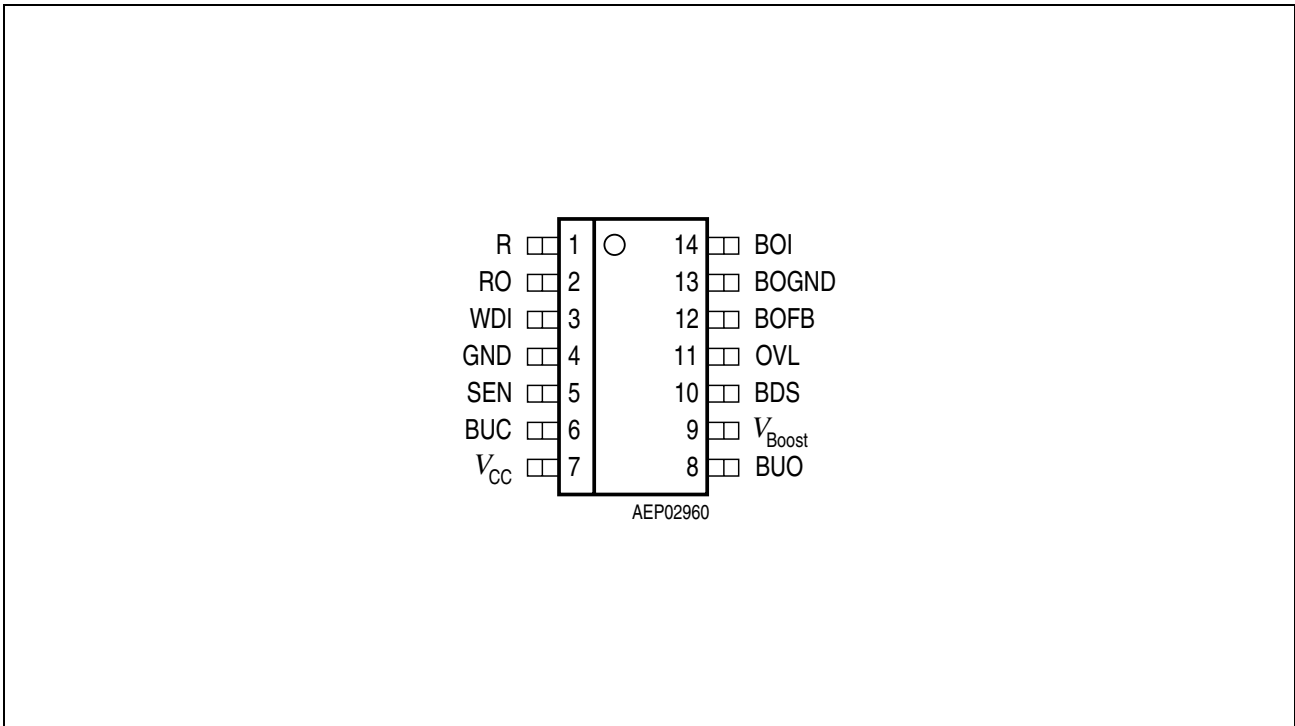 R 1 14 BOI
RO 2 13 BOGND
WDI 3 12 BOFB
GND 4 11 OVL
SEN 5 10 BDS
BUC 6 9 VBoost
VCC 7 8 BUO
AEP02960